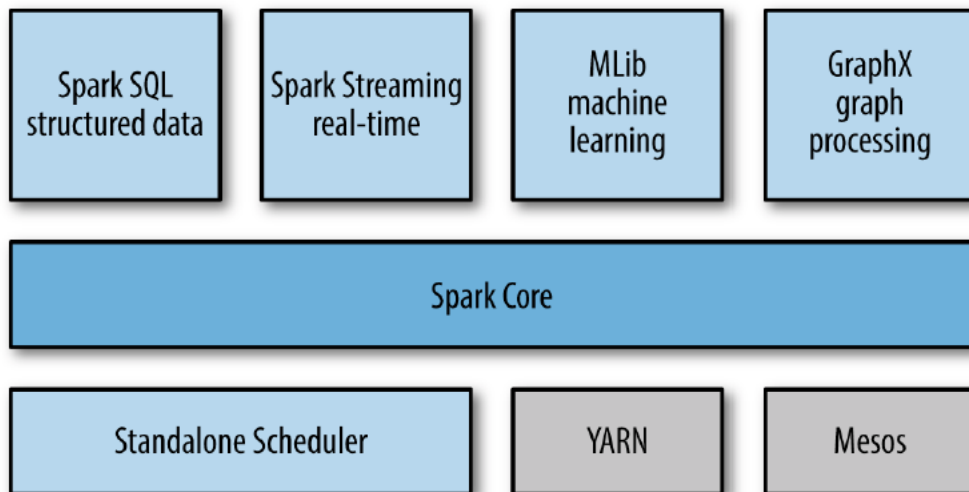 Spark SQL
structured data
Spark Streaming
real-time
MLib
machine
learning
GraphX
graph
processing
Spark Core
Standalone Scheduler
YARN
Mesos